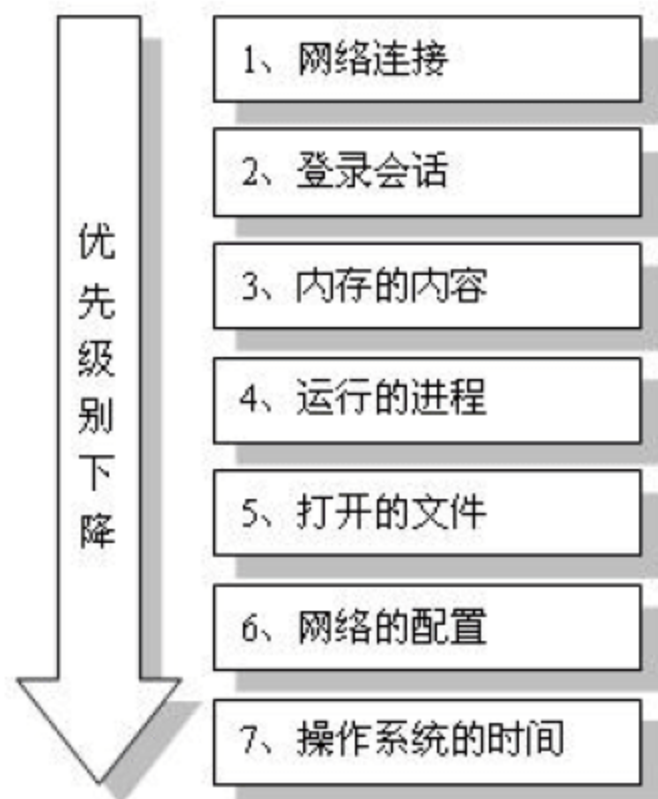 优先级别下降
1、网络连接
2、登录会话
3、内存的内容
4、运行的进程
5、打开的文件
6、网络的配置
7、操作系统的时间